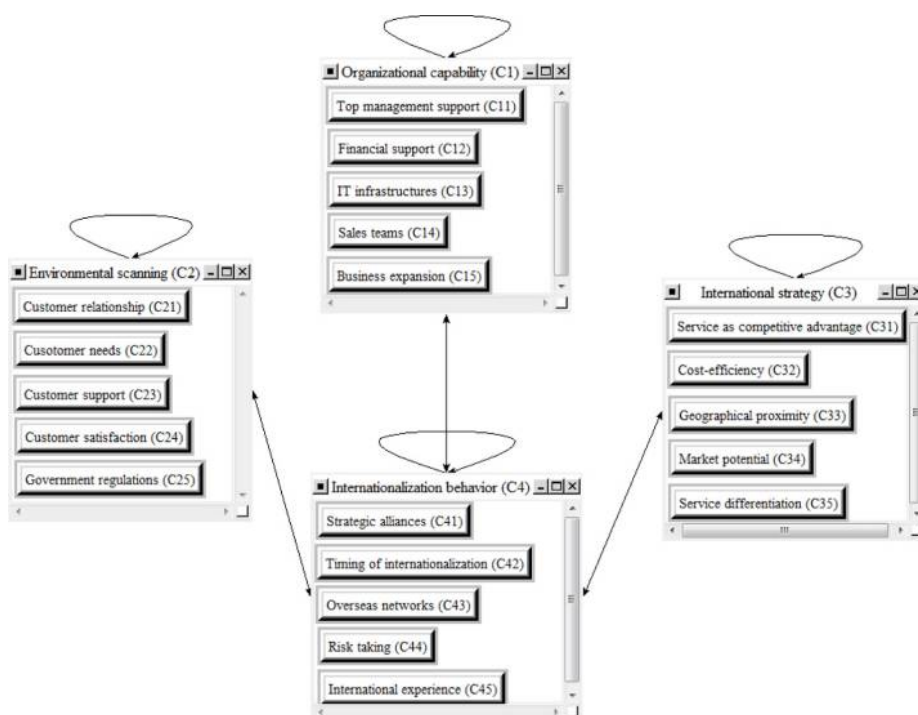 Organizational capability (C1)
Top management support (C11)
Financial support (C12)
IT infrastructures (C13)
Sales teams (C14)
Business expansion (C15)
Environmental scanning (C2)
Customer relationship (C21)
Cusotomer needs (C22)
Customer support (C23)
Customer satisfaction (C24)
Government regulations (C25)
International strategy (C3)
Service as competitive advantage (C31)
Cost-efficiency (C32)
Geographical proximity (C33)
Market potential (C34)
Service differentiation (C35)
Internationalization behavior (C4)
Strategic alliances (C41)
Timing of internationalization (C42)
Overseas networks (C43)
Risk taking (C44)
International experience (C45)